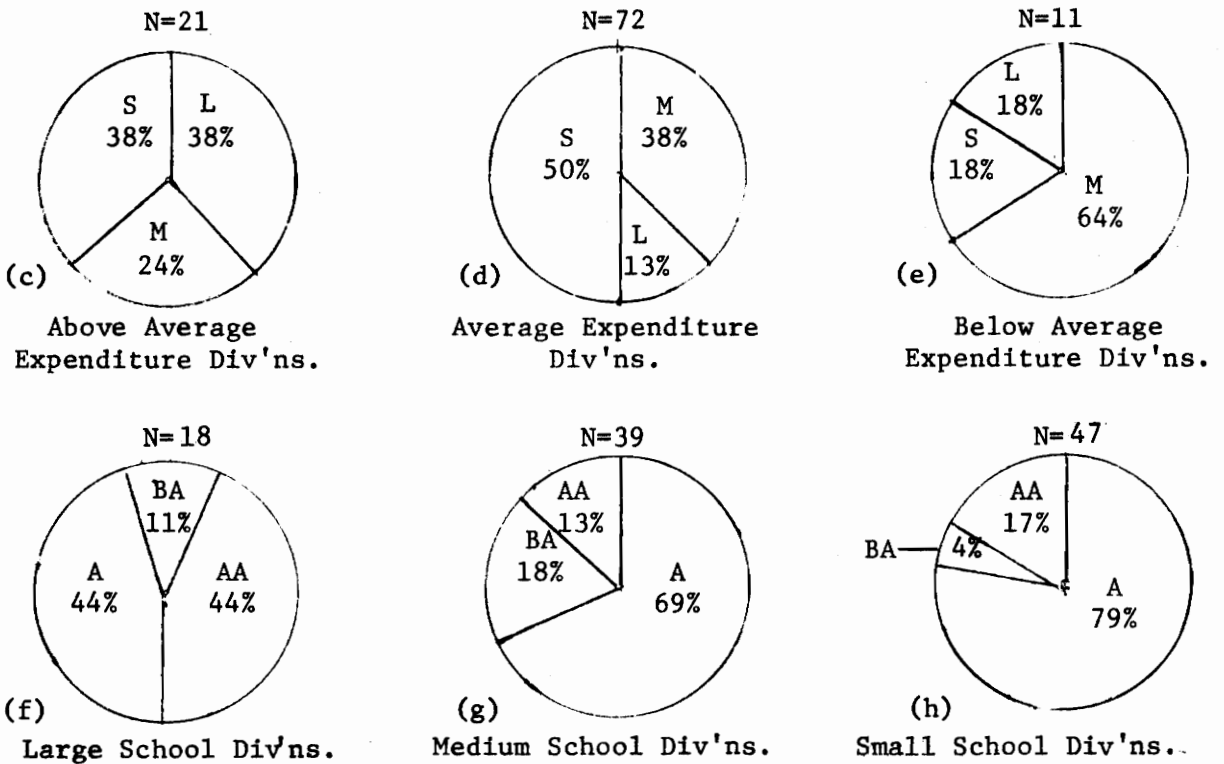 N=21
S
38%
L
38%
M
24%
(c)
Above Average
Expenditure Div'ns.
N=72
S
50%
M
38%
L
13%
(d)
Average Expenditure
Div'ns.
N=11
L
18%
S
18%
M
64%
(e)
Below Average
Expenditure Div'ns.
N=18
BA
11%
A
44%
AA
44%
(f)
Large School Div'ns.
N=39
AA
13%
BA
18%
A
69%
(g)
Medium School Div'ns.
N=47
AA
17%
BA
4%
A
79%
(h)
Small School Div'ns.